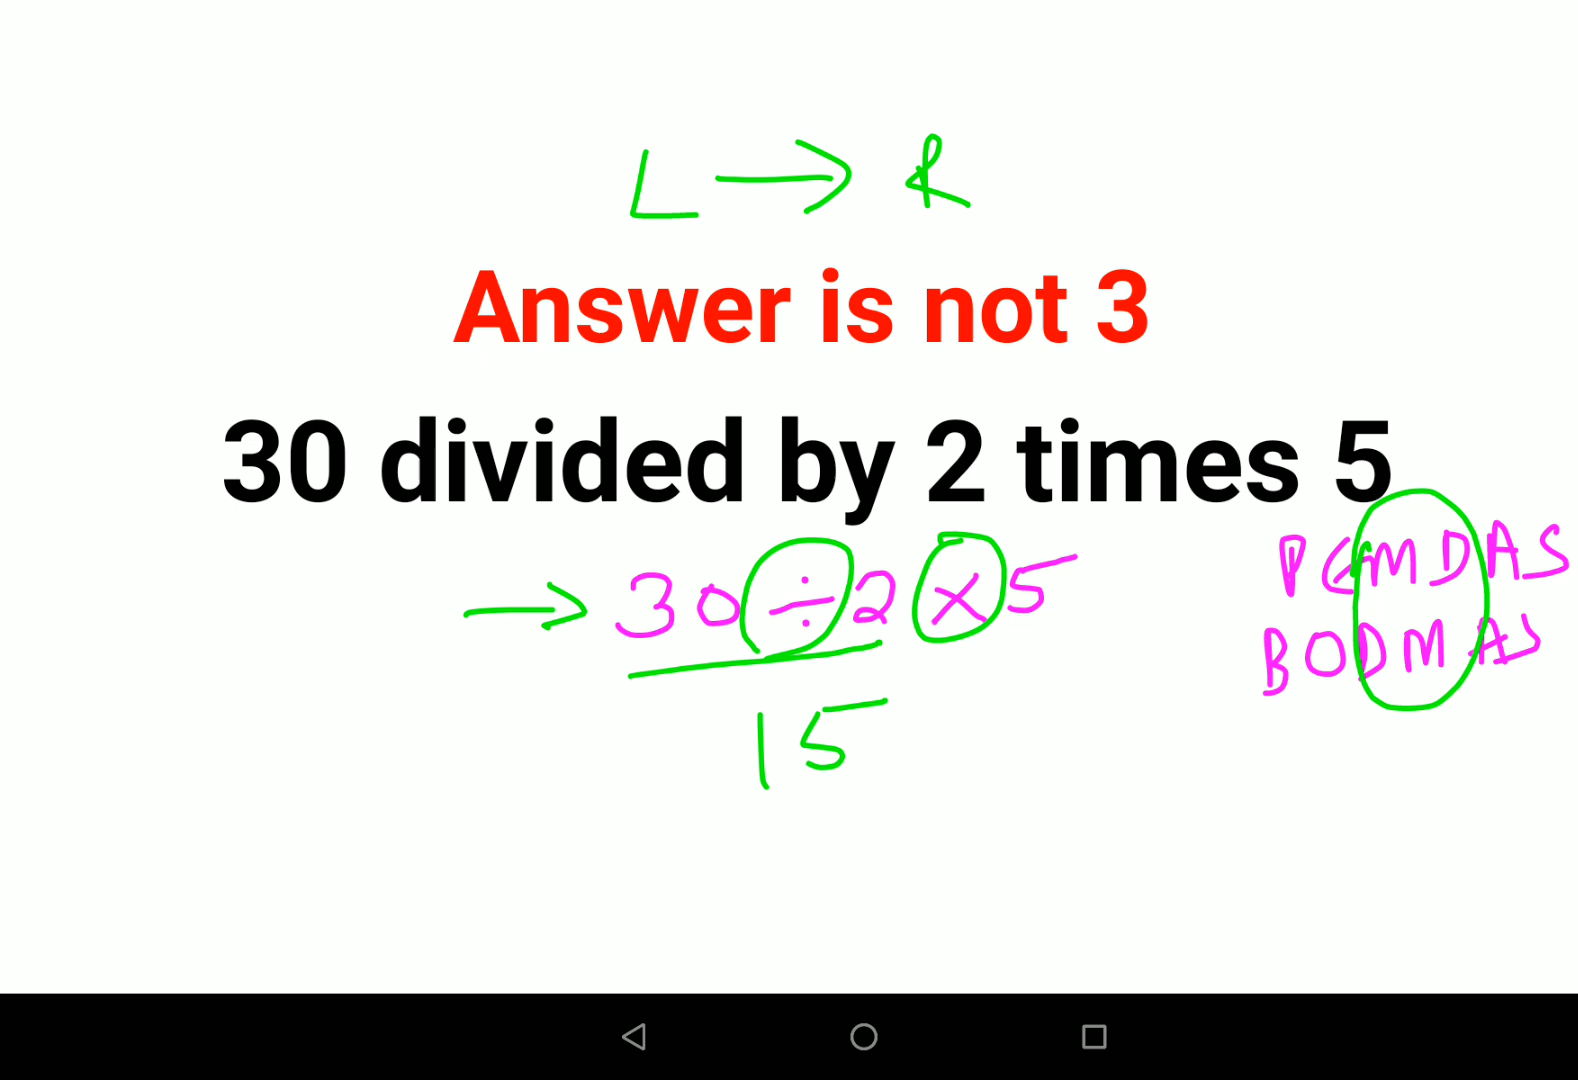 L → R
Answer is not 3
30 divided by 2 times 5
→ 30 ÷ 2 × 5
PEMDAS
BODMAS
15